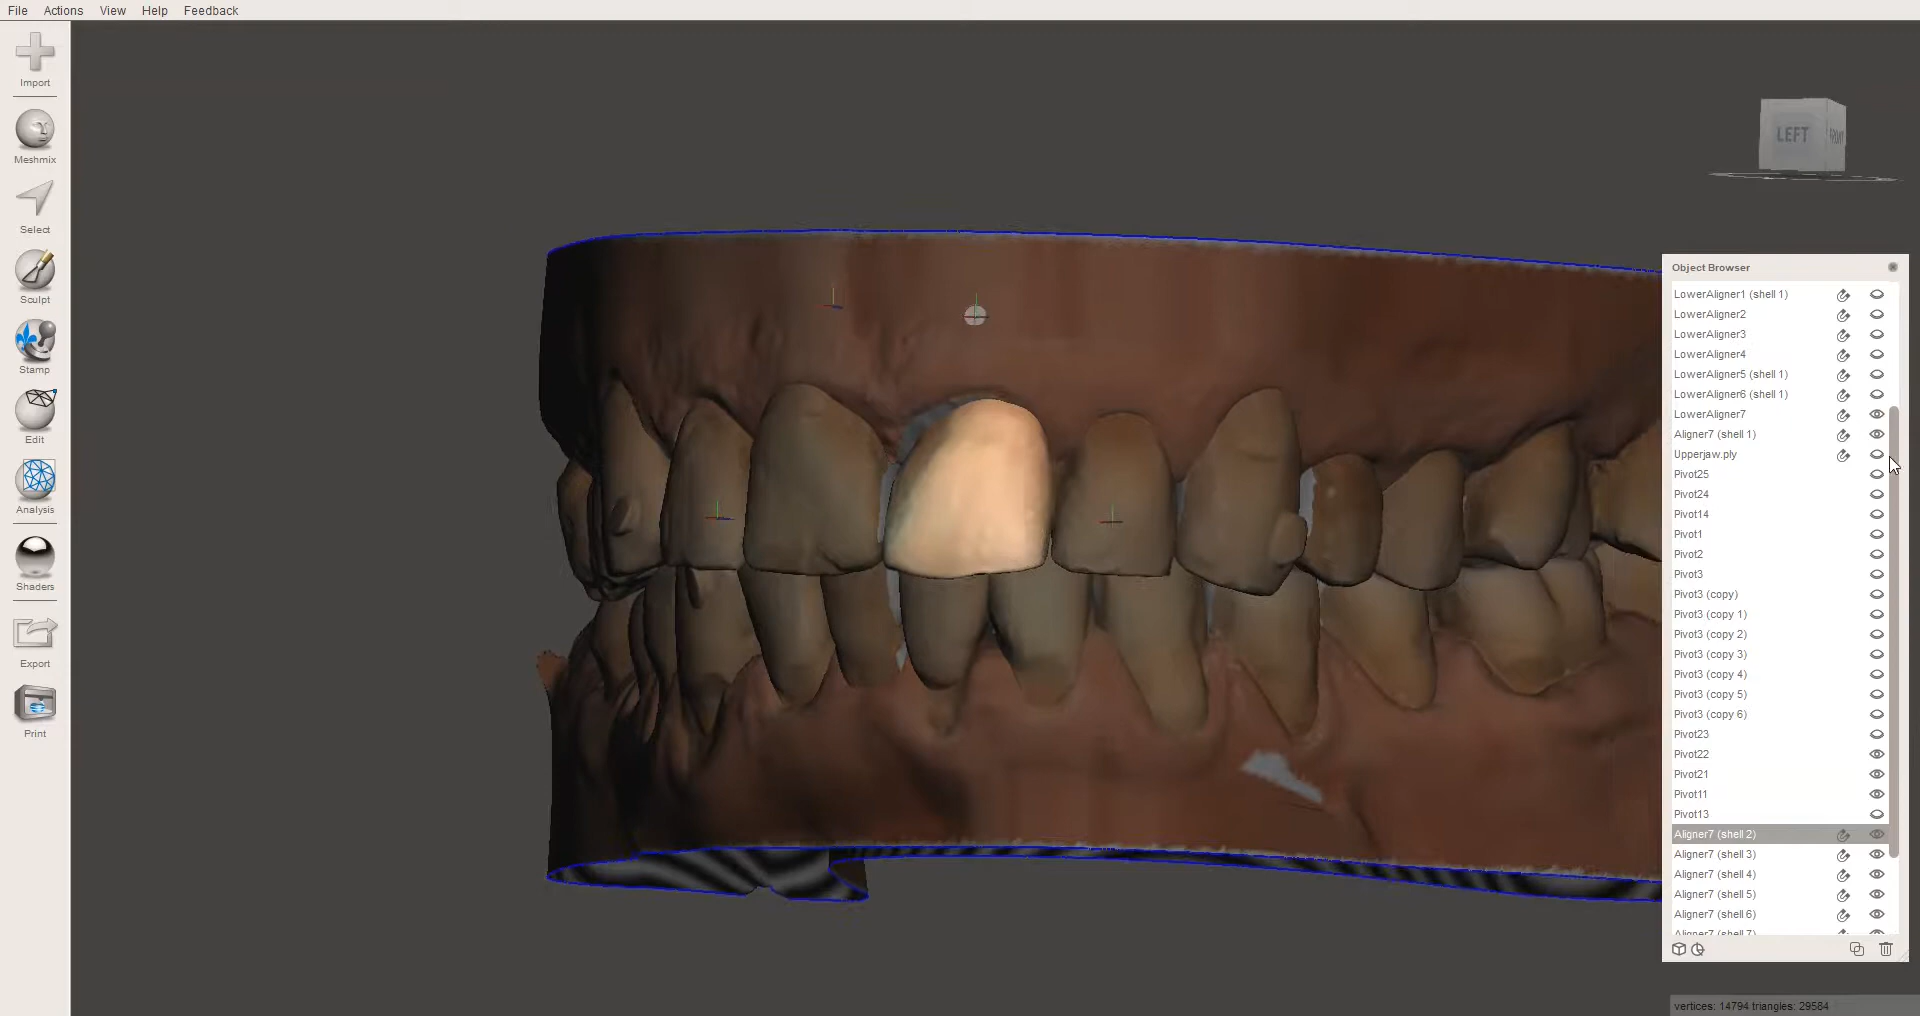 File Actions View Help Feedback
Import
Meshmix
Select
Sculpt
Stamp
Edit
Analysis
Shaders
Export
Print
LEFT
FRONT
Object Browser
LowerAligner1 (shell 1)
LowerAligner2
LowerAligner3
LowerAligner4
LowerAligner5 (shell 1)
LowerAligner6 (shell 1)
LowerAligner7
Aligner7 (shell 1)
Upperjaw.ply
Pivot25
Pivot24
Pivot14
Pivot1
Pivot2
Pivot3
Pivot3 (copy)
Pivot3 (copy 1)
Pivot3 (copy 2)
Pivot3 (copy 3)
Pivot3 (copy 4)
Pivot3 (copy 5)
Pivot3 (copy 6)
Pivot23
Pivot22
Pivot21
Pivot11
Pivot13
Aligner7 (shell 2)
Aligner7 (shell 3)
Aligner7 (shell 4)
Aligner7 (shell 5)
Aligner7 (shell 6)
Aligner7 (shell 7)
vertices: 14794 triangles: 29584